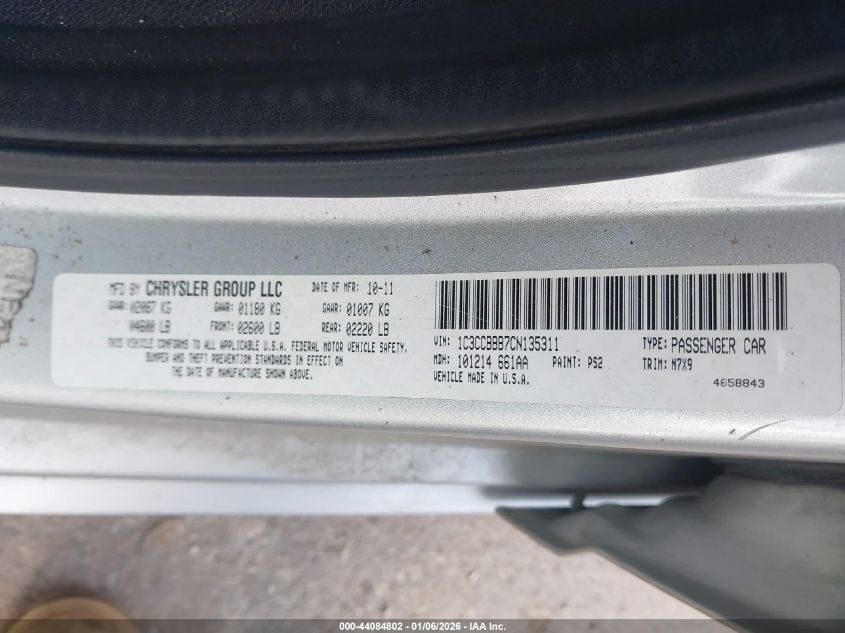 MFD BY CHRYSLER GROUP LLC DATE OF MFR: 10-11
GVWR: 02087 KG GAWR: 01180 KG GAWR: 01007 KG
04600 LB FRONT: 02600 LB REAR: 02220 LB
THIS VEHICLE CONFORMS TO ALL APPLICABLE U.S.A. FEDERAL MOTOR VEHICLE SAFETY,
BUMPER AND THEFT PREVENTION STANDARDS IN EFFECT ON
THE DATE OF MANUFACTURE SHOWN ABOVE.
VIN: 1C3CCBBB7CN135311 TYPE: PASSENGER CAR
MDH: 101214 661AA PAINT: PS2 TRIM: N7X9
VEHICLE MADE IN U.S.A. 4658843
000-44084802 - 01/06/2026 - IAA Inc.